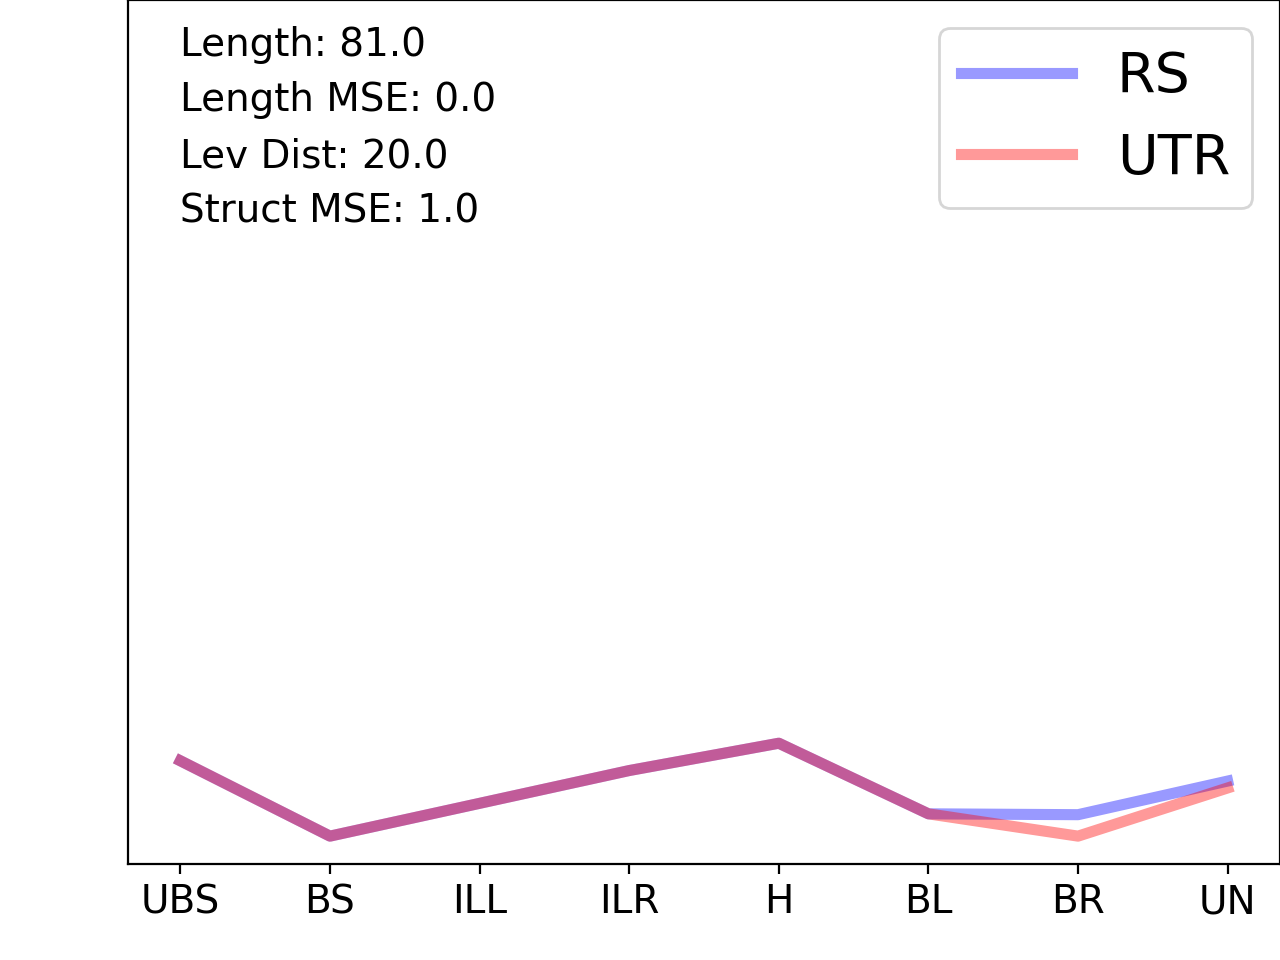 Length: 81.0
Length MSE: 0.0
Lev Dist: 20.0
Struct MSE: 1.0
RS
UTR
UBS BS ILL ILR H BL BR UN